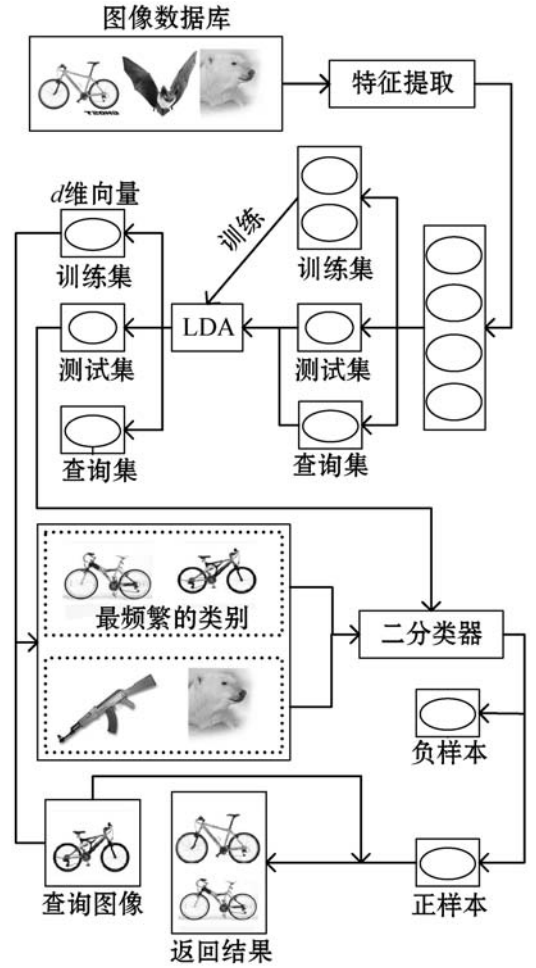 图像数据库
特征提取
d维向量
训练
训练集
训练集
LDA
测试集
测试集
查询集
查询集
最频繁的类别
二分类器
负样本
查询图像
正样本
返回结果